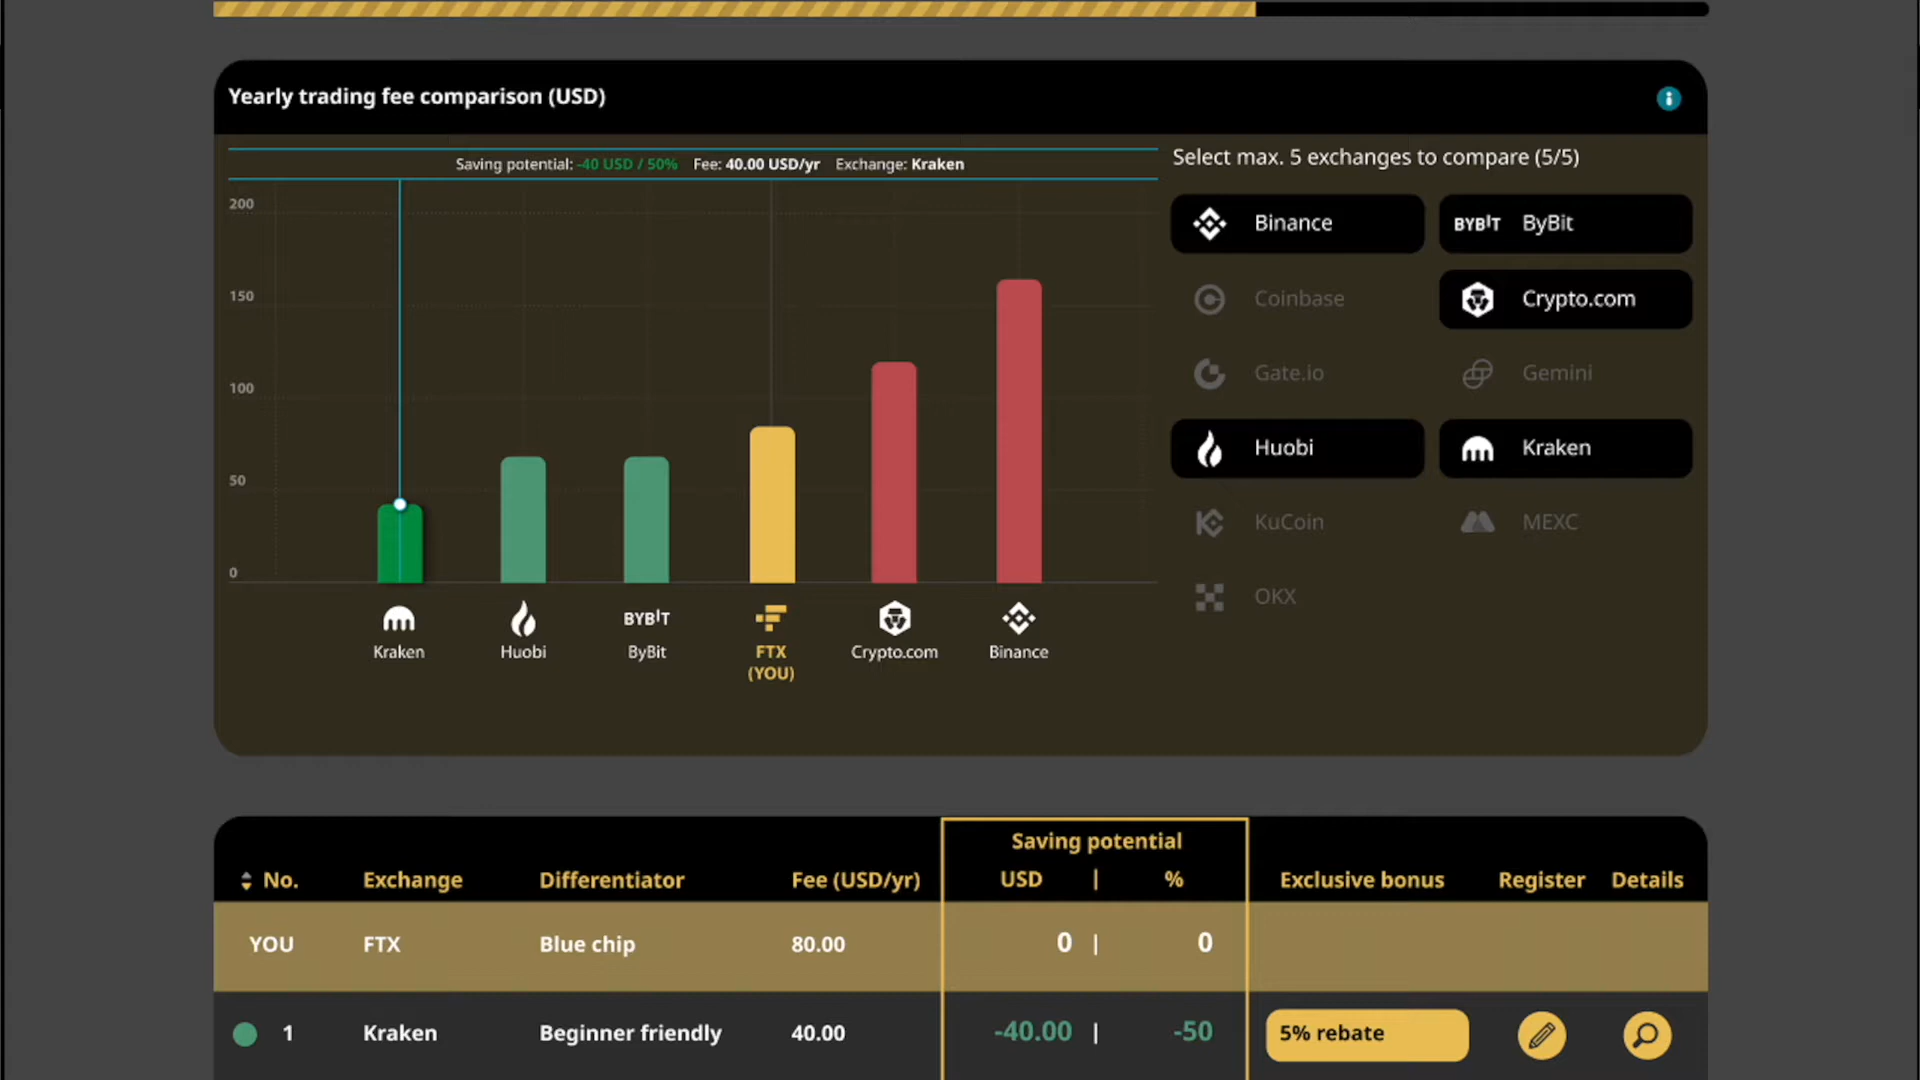 Yearly trading fee comparison (USD)
Saving potential: -40 USD / 50% Fee: 40.00 USD/yr Exchange: Kraken
200
150
100
50
0
Kraken
Huobi
BYBIT
ByBit
FTX
(YOU)
Crypto.com
Binance
Select max. 5 exchanges to compare (5/5)
Binance
BYBIT ByBit
Coinbase
Crypto.com
Gate.io
Gemini
Huobi
Kraken
KuCoin
MEXC
OKX
Saving potential
No. Exchange Differentiator Fee (USD/yr) USD | % Exclusive bonus Register Details
YOU FTX Blue chip 80.00 0 | 0
1 Kraken Beginner friendly 40.00 -40.00 | -50 5% rebate